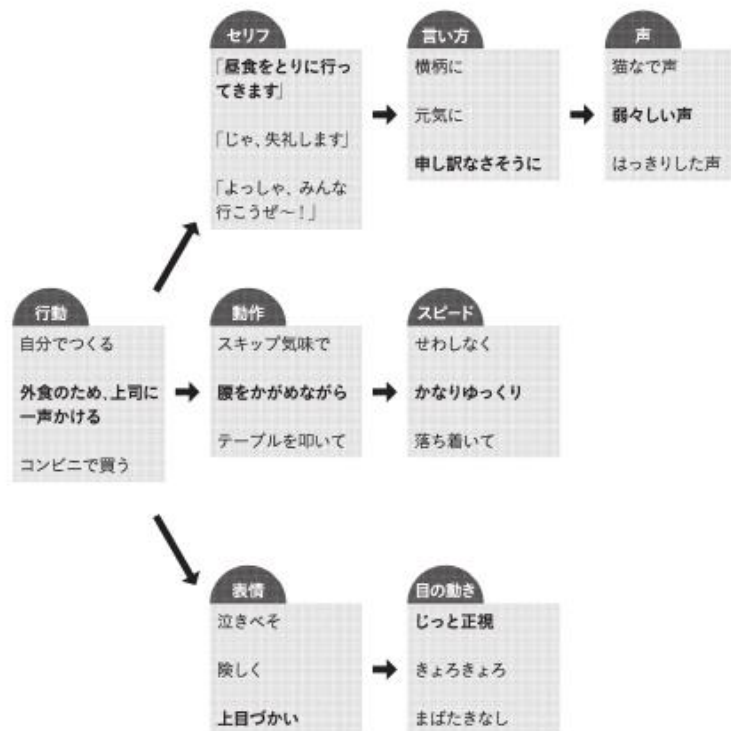 セリフ
「昼食をとりに行っ
てきます」
「じゃ、失礼します」
「よっしゃ、みんな
行こうぜ〜！」
言い方
横柄に
元気に
申し訳なさそうに
声
猫なで声
弱々しい声
はっきりした声
行動
自分でつくる
外食のため、上司に
一声かける
コンビニで買う
動作
スキップ気味で
腰をかがめながら
テーブルを叩いて
スピード
せわしなく
かなりゆっくり
落ち着いて
表情
泣きべそ
険しく
上目づかい
目の動き
じっと正視
きょろきょろ
まばたきなし